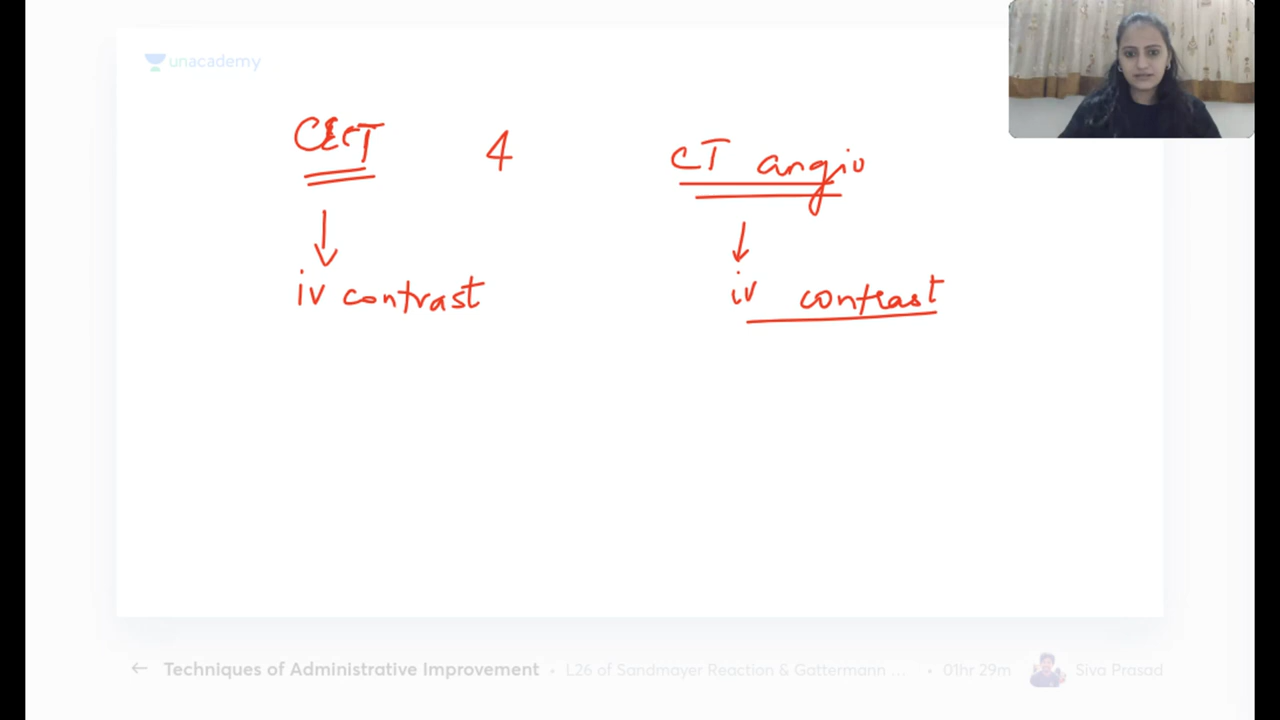 unacademy
CECT 4 CT angio
iv contrast iv contrast
Techniques of Administrative Improvement • L26 of Sandmayer Reaction & Gattermann ... • 01hr 29m Siva Prasad